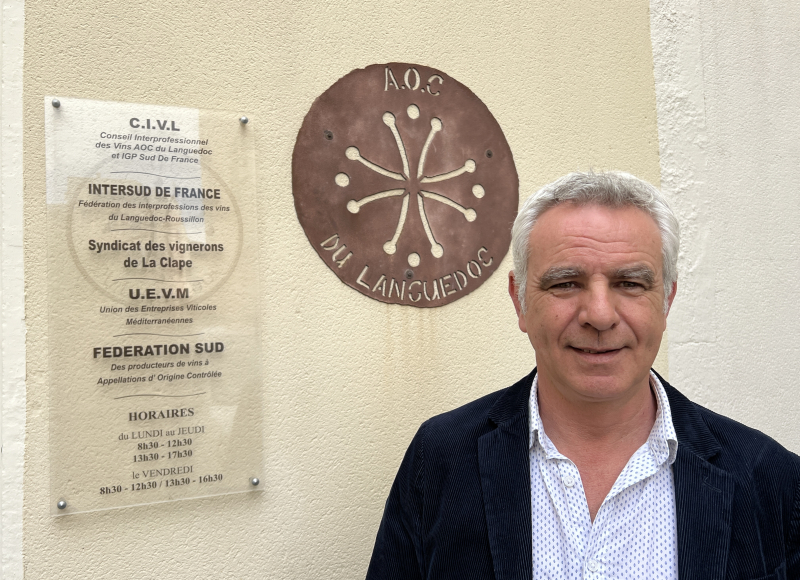 C.I.V.L
Conseil Interprofessionnel
des Vins AOC du Languedoc
et IGP Sud De France
INTERSUD DE FRANCE
Fédération des interprofessions des vins
du Languedoc-Roussillon
Syndicat des vignerons
de La Clape
U.E.V.M
Union des Entreprises Viticoles
Méditerranéennes
FEDERATION SUD
Des producteurs de vins à
Appellations d' Origine Contrôlée
HORAIRES
du LUNDI au JEUDI
8h30 - 12h30
13h30 - 17h30
le VENDREDI
8h30 - 12h30 / 13h30 - 16h30
A.O.C
DU LANGUEDOC